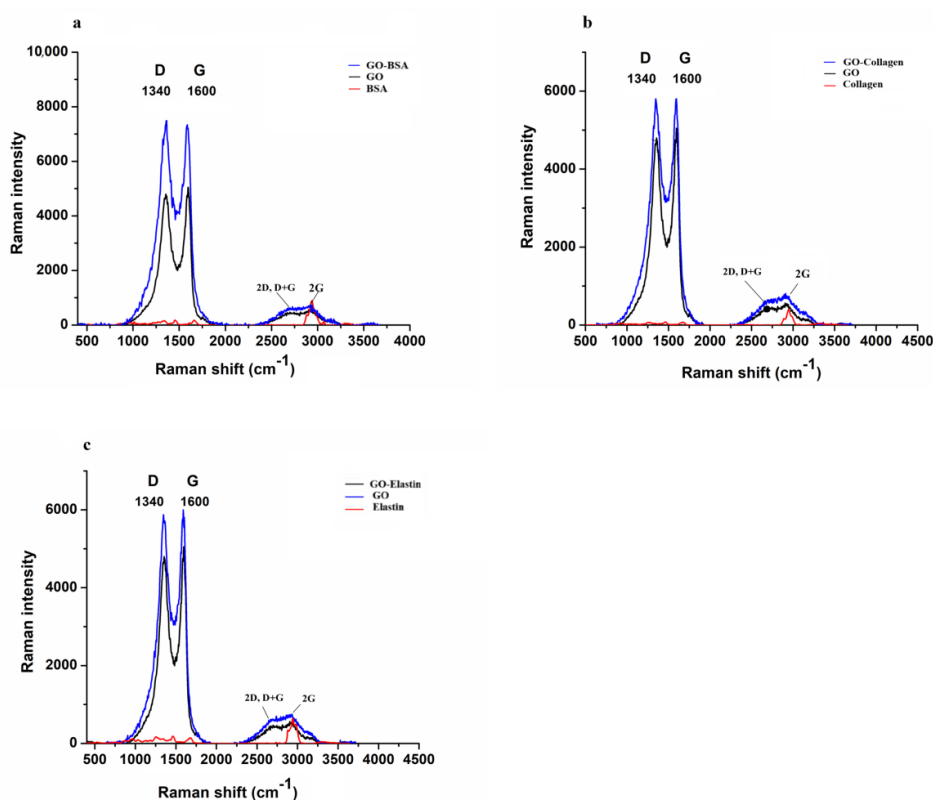 a
D G
1340 1600
GO-BSA
GO
BSA
2D, D+G 2G
10,000
8000
6000
4000
2000
0
500 1000 1500 2000 2500 3000 3500 4000
Raman intensity
Raman shift (cm-1)
b
D G
1340 1600
GO-Collagen
GO
Collagen
2D, D+G 2G
6000
4000
2000
0
500 1000 1500 2000 2500 3000 3500 4000 4500
Raman intensity
Raman shift (cm-1)
c
D G
1340 1600
GO-Elastin
GO
Elastin
2D, D+G 2G
6000
4000
2000
0
500 1000 1500 2000 2500 3000 3500 4000 4500
Raman intensity
Raman shift (cm-1)